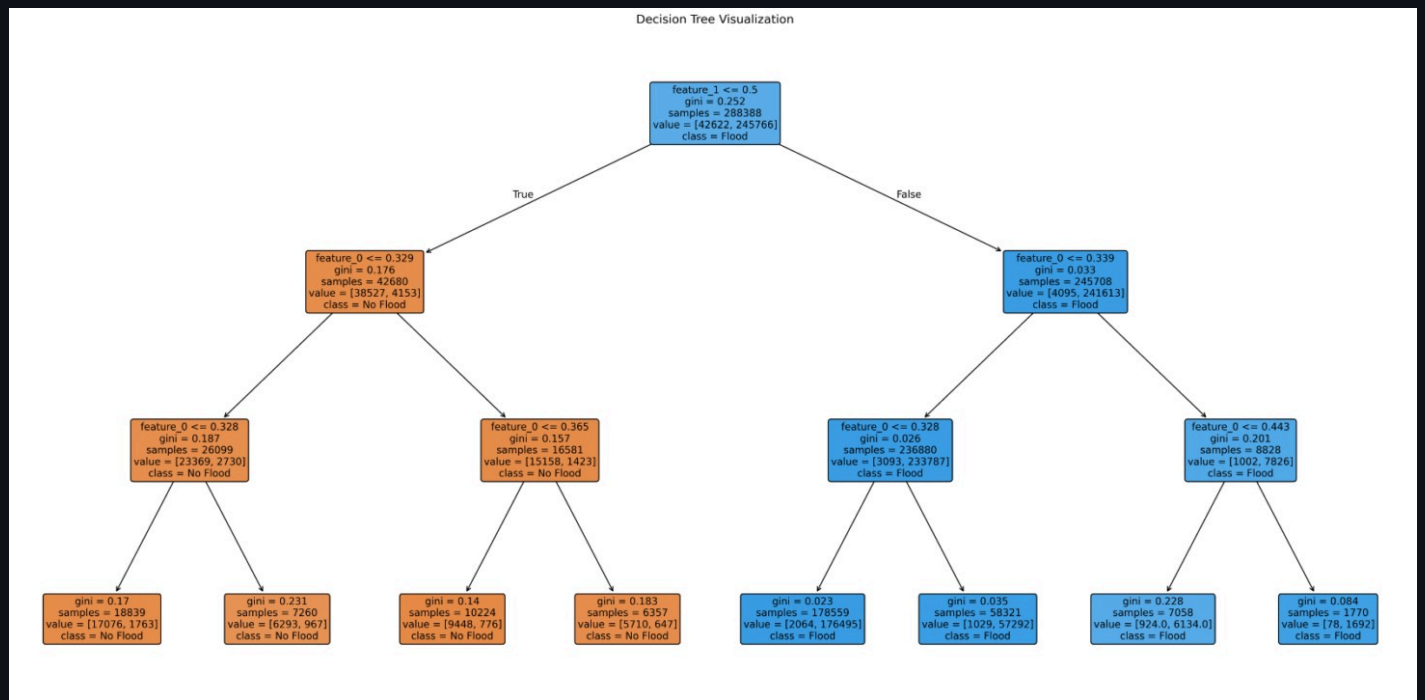 Decision Tree Visualization
feature_1 <= 0.5
gini = 0.252
samples = 288388
value = [42622, 245766]
class = Flood
True
False
feature_0 <= 0.329
gini = 0.176
samples = 42680
value = [38527, 4153]
class = No Flood
feature_0 <= 0.339
gini = 0.033
samples = 245708
value = [4095, 241613]
class = Flood
feature_0 <= 0.328
gini = 0.187
samples = 26099
value = [23369, 2730]
class = No Flood
feature_0 <= 0.365
gini = 0.157
samples = 16581
value = [15158, 1423]
class = No Flood
feature_0 <= 0.328
gini = 0.026
samples = 236880
value = [3093, 233787]
class = Flood
feature_0 <= 0.443
gini = 0.201
samples = 8828
value = [1002, 7826]
class = Flood
gini = 0.17
samples = 18839
value = [17076, 1763]
class = No Flood
gini = 0.231
samples = 7260
value = [6293, 967]
class = No Flood
gini = 0.14
samples = 10224
value = [9448, 776]
class = No Flood
gini = 0.183
samples = 6357
value = [5710, 647]
class = No Flood
gini = 0.023
samples = 178559
value = [2064, 176495]
class = Flood
gini = 0.035
samples = 58321
value = [1029, 57292]
class = Flood
gini = 0.228
samples = 7058
value = [924.0, 6134.0]
class = Flood
gini = 0.084
samples = 1770
value = [78, 1692]
class = Flood